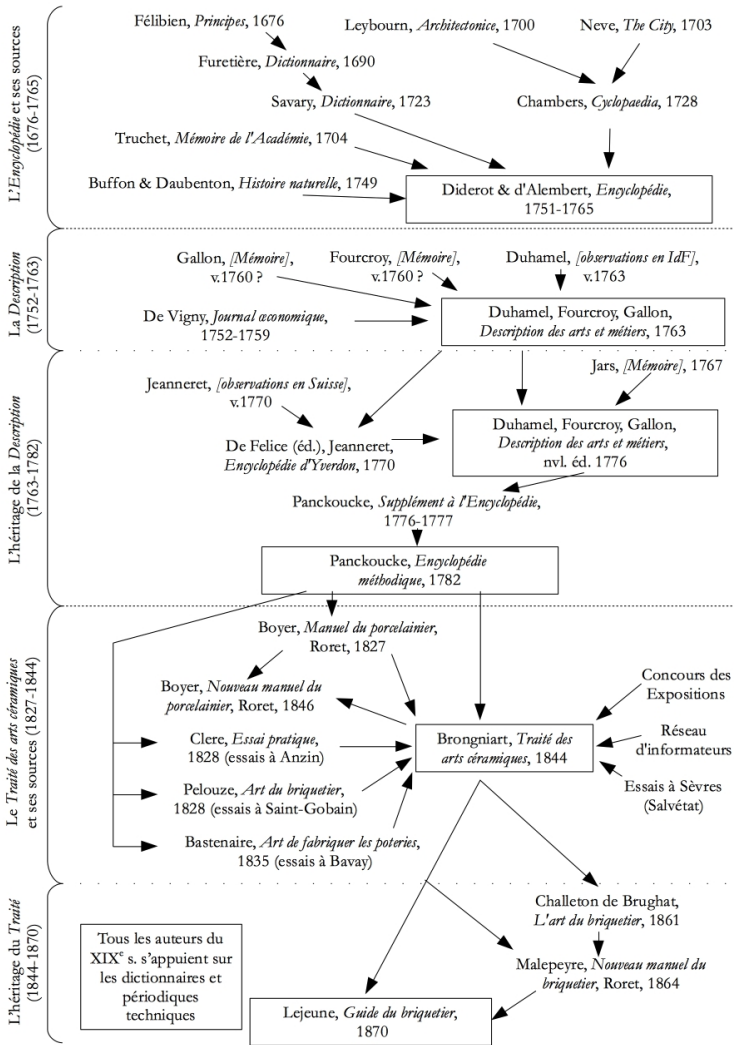 L'Encyclopédie et ses sources
(1676-1765)
Félibien, Principes, 1676
Leybourn, Architectonice, 1700
Neve, The City, 1703
Furetière, Dictionnaire, 1690
Savary, Dictionnaire, 1723
Chambers, Cyclopaedia, 1728
Truchet, Mémoire de l'Académie, 1704
Buffon & Daubenton, Histoire naturelle, 1749
Diderot & d'Alembert, Encyclopédie,
1751-1765
La Description
(1752-1763)
Gallon, [Mémoire],
v.1760 ?
Fourcroy, [Mémoire],
v.1760 ?
Duhamel, [observations en IdF],
v.1763
De Vigny, Journal œconomique,
1752-1759
Duhamel, Fourcroy, Gallon,
Description des arts et métiers, 1763
L'héritage de la Description
(1763-1782)
Jeanneret, [observations en Suisse],
v.1770
Jars, [Mémoire], 1767
De Felice (éd.), Jeanneret,
Encyclopédie d'Yverdon, 1770
Duhamel, Fourcroy, Gallon,
Description des arts et métiers,
nvl. éd. 1776
Panckoucke, Supplément à l'Encyclopédie,
1776-1777
Panckoucke, Encyclopédie
méthodique, 1782
Le Traité des arts céramiques
et ses sources (1827-1844)
Boyer, Manuel du porcelainier,
Roret, 1827
Boyer, Nouveau manuel du
porcelainier, Roret, 1846
Clere, Essai pratique,
1828 (essais à Anzin)
Pelouze, Art du briquetier,
1828 (essais à Saint-Gobain)
Bastenaire, Art de fabriquer les poteries,
1835 (essais à Bavay)
Brongniart, Traité des
arts céramiques, 1844
Concours des
Expositions
Réseau
d'informateurs
Essais à Sèvres
(Salvétat)
L'héritage du Traité
(1844-1870)
Tous les auteurs du
XIXe s. s'appuient sur
les dictionnaires et
périodiques
techniques
Challeton de Brughat,
L'art du briquetier, 1861
Malepeyre, Nouveau manuel du
briquetier, Roret, 1864
Lejeune, Guide du briquetier,
1870